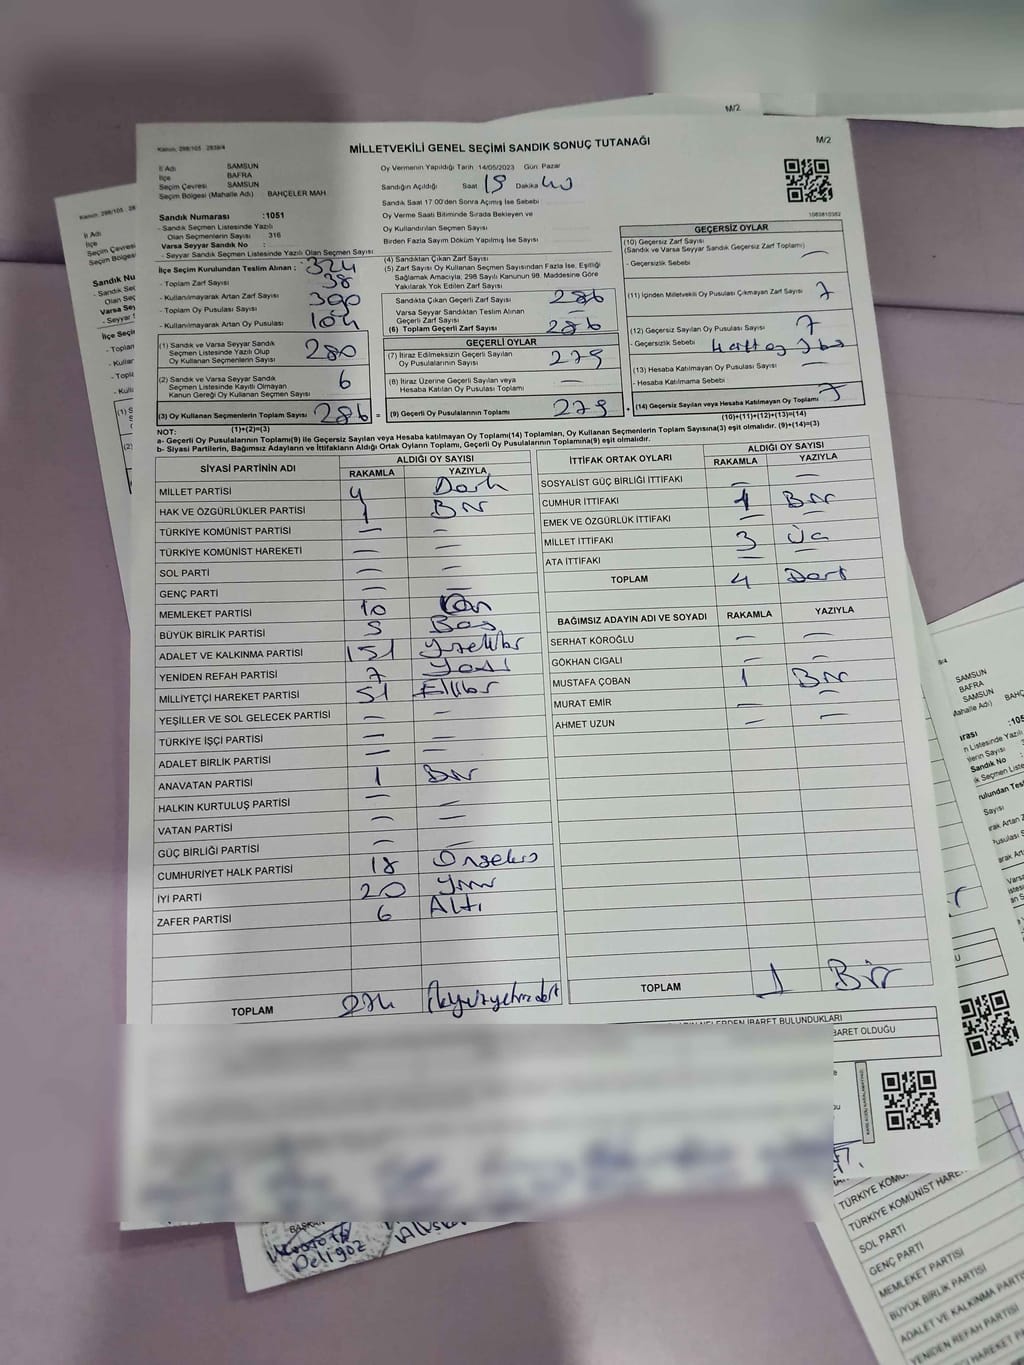 M/2
Kanun: 298/105 2839/4
MİLLETVEKİLİ GENEL SEÇİMİ SANDIK SONUÇ TUTANAĞI
M/2
İl Adı SAMSUN
İlçe BAFRA
Seçim Çevresi SAMSUN
Seçim Bölgesi (Mahalle Adı) BAHÇELER MAH
Sandık Numarası :1051
- Sandık Seçmen Listesinde Yazılı
Olan Seçmenlerin Sayısı 316
Varsa Seyyar Sandık No :
- Seyyar Sandık Seçmen Listesinde Yazılı Olan Seçmen Sayısı
İlçe Seçim Kurulundan Teslim Alınan :
- Toplam Zarf Sayısı : 324
- Kullanılmayarak Artan Zarf Sayısı : 38
- Toplam Oy Pusulası Sayısı : 390
- Kullanılmayarak Artan Oy Pusulası : 104
(1) Sandık ve Varsa Seyyar Sandık
Seçmen Listesinde Yazılı Olup
Oy Kullanan Seçmenlerin Sayısı 280
(2) Sandık ve Varsa Seyyar Sandık
Seçmen Listesinde Kayıtlı Olmayan
Kanun Gereği Oy Kullanan Seçmen Sayısı 6
(3) Oy Kullanan Seçmenlerin Toplam Sayısı 286 =
(1)+(2)=(3)
Oy Vermenin Yapıldığı Tarih 14/05/2023 Gün: Pazar
Sandığın Açıldığı Saat 19 Dakika 40
Sandık Saat 17:00'den Sonra Açımış İse Sebebi
Oy Verme Saati Bitiminde Sırada Bekleyen ve
Oy Kullandırılan Seçmen Sayısı
Birden Fazla Sayım Döküm Yapılmış İse Sayısı
(4) Sandıktan Çıkan Zarf Sayısı
(5) Zarf Sayısı Oy Kullanan Seçmen Sayısından Fazla İse, Eşitliği
Sağlamak Amacıyla, 298 Sayılı Kanunun 98. Maddesine Göre
Yakılarak Yok Edilen Zarf Sayısı
Sandıkta Çıkan Geçerli Zarf Sayısı 286
Varsa Seyyar Sandıktan Teslim Alınan
Geçerli Zarf Sayısı —
(6) Toplam Geçerli Zarf Sayısı 286
GEÇERLİ OYLAR
(7) İtiraz Edilmeksizin Geçerli Sayılan
Oy Pusulalarının Sayısı 279
(8) İtiraz Üzerine Geçerli Sayılan veya
Hesaba Katılan Oy Pusulası Toplamı —
(9) Geçerli Oy Pusulalarının Toplamı 279
1083810362
GEÇERSİZ OYLAR
(10) Geçersiz Zarf Sayısı
(Sandık ve Varsa Seyyar Sandık Geçersiz Zarf Toplamı)
- Geçersizlik Sebebi —
(11) İçinden Milletvekili Oy Pusulası Çıkmayan Zarf Sayısı 7
(12) Geçersiz Sayılan Oy Pusulası Sayısı 7
- Geçersizlik Sebebi
(13) Hesaba Katılmayan Oy Pusulası Sayısı —
- Hesaba Katılmama Sebebi
(14) Geçersiz Sayılan veya Hesaba Katılmayan Oy Toplamı 7
(10)+(11)+(12)+(13)=(14)
NOT:
a- Geçerli Oy Pusulalarının Toplamı(9) ile Geçersiz Sayılan veya Hesaba katılmayan Oy Toplamı(14) Toplamları, Oy Kullanan Seçmenlerin Toplam Sayısına(3) eşit olmalıdır. (9)+(14)=(3)
b- Siyasi Partilerin, Bağımsız Adayların ve İttifakların Aldığı Ortak Oyların Toplamı, Geçerli Oy Pusulalarının Toplamına(9) eşit olmalıdır.
SİYASİ PARTİNİN ADI ALDIĞI OY SAYISI
RAKAMLA YAZIYLA
MİLLET PARTİSİ 4 Dört
HAK VE ÖZGÜRLÜKLER PARTİSİ 1 Bir
TÜRKİYE KOMÜNİST PARTİSİ — —
TÜRKİYE KOMÜNİST HAREKETİ — —
SOL PARTİ — —
GENÇ PARTİ — —
MEMLEKET PARTİSİ 10 On
BÜYÜK BİRLİK PARTİSİ 5 Beş
ADALET VE KALKINMA PARTİSİ 151 Yüzellibir
YENİDEN REFAH PARTİSİ 7 Yedi
MİLLİYETÇİ HAREKET PARTİSİ 51 Ellibir
YEŞİLLER VE SOL GELECEK PARTİSİ — —
TÜRKİYE İŞÇİ PARTİSİ — —
ADALET BİRLİK PARTİSİ — —
ANAVATAN PARTİSİ 1 Bir
HALKIN KURTULUŞ PARTİSİ — —
VATAN PARTİSİ — —
GÜÇ BİRLİĞİ PARTİSİ — —
CUMHURİYET HALK PARTİSİ 18 Onsekiz
İYİ PARTİ 20 Yirmi
ZAFER PARTİSİ 6 Altı
TOPLAM 274 İkiyüzyetmişdört
İTTİFAK ORTAK OYLARI ALDIĞI OY SAYISI
RAKAMLA YAZIYLA
SOSYALİST GÜÇ BİRLİĞİ İTTİFAKI — —
CUMHUR İTTİFAKI 1 Bir
EMEK VE ÖZGÜRLÜK İTTİFAKI — —
MİLLET İTTİFAKI 3 Üç
ATA İTTİFAKI — —
TOPLAM 4 Dört
BAĞIMSIZ ADAYIN ADI VE SOYADI RAKAMLA YAZIYLA
SERHAT KÖROĞLU — —
GÖKHAN CIGALI — —
MUSTAFA ÇOBAN 1 Bir
MURAT EMİR — —
AHMET UZUN — —
TOPLAM 1 Bir
BARET OLDUĞU
BAŞKAN
Deligöz
SAMSUN
BAFRA
SAMSUN
TÜRKİYE KOMÜNİST HARE
SOL PARTİ
GENÇ PARTİ
MEMLEKET PARTİSİ
BÜYÜK BİRLİK PARTİSİ
ADALET VE KALKINMA PARTİ
YENİDEN REFAH PARTİSİ
HAREKET PARTİ